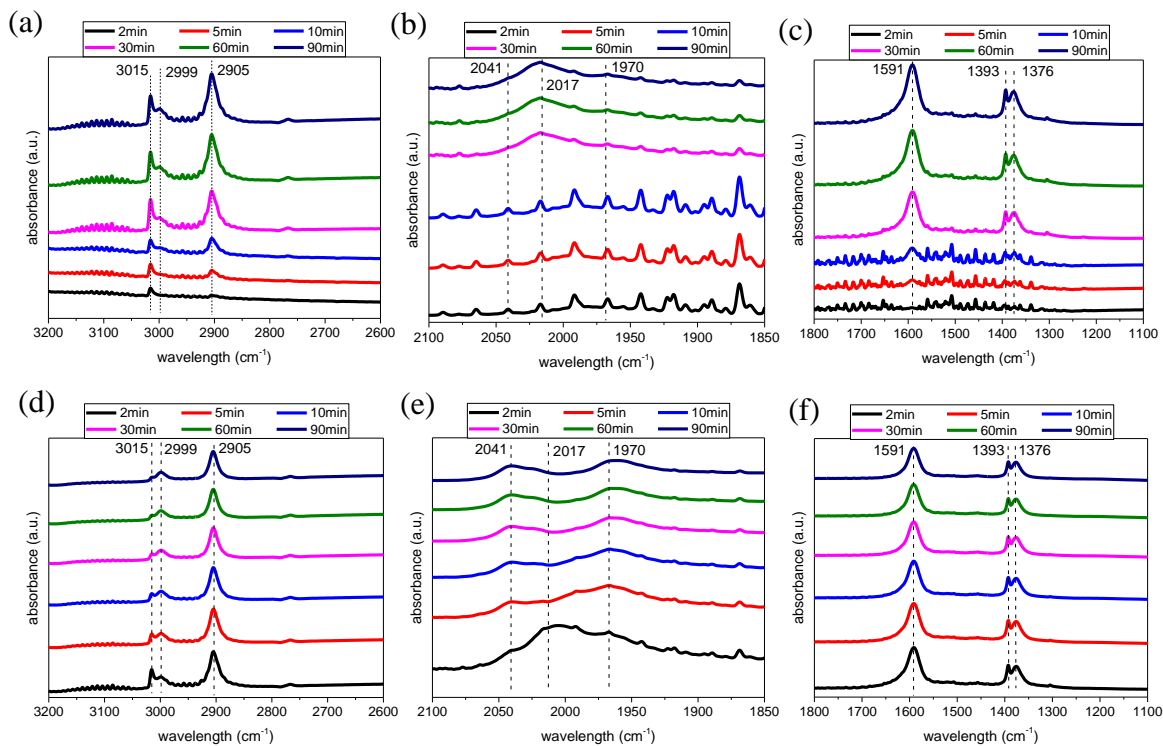 (a)
2min 5min 10min
30min 60min 90min
3015 2999 2905
absorbance (a.u.)
3200 3100 3000 2900 2800 2700 2600
wavelength (cm⁻¹)
(b)
2min 5min 10min
30min 60min 90min
2041 1970
2017
absorbance (a.u.)
2100 2050 2000 1950 1900 1850
wavelength (cm⁻¹)
(c)
2min 5min 10min
30min 60min 90min
1591 1393 1376
absorbance (a.u.)
1800 1700 1600 1500 1400 1300 1200 1100
wavelength (cm⁻¹)
(d)
2min 5min 10min
30min 60min 90min
3015 2999 2905
absorbance (a.u.)
3200 3100 3000 2900 2800 2700 2600
wavelength (cm⁻¹)
(e)
2min 5min 10min
30min 60min 90min
2041 2017 1970
absorbance (a.u.)
2100 2050 2000 1950 1900 1850
wavelength (cm⁻¹)
(f)
2min 5min 10min
30min 60min 90min
1591 1393 1376
absorbance (a.u.)
1800 1700 1600 1500 1400 1300 1200 1100
wavelength (cm⁻¹)